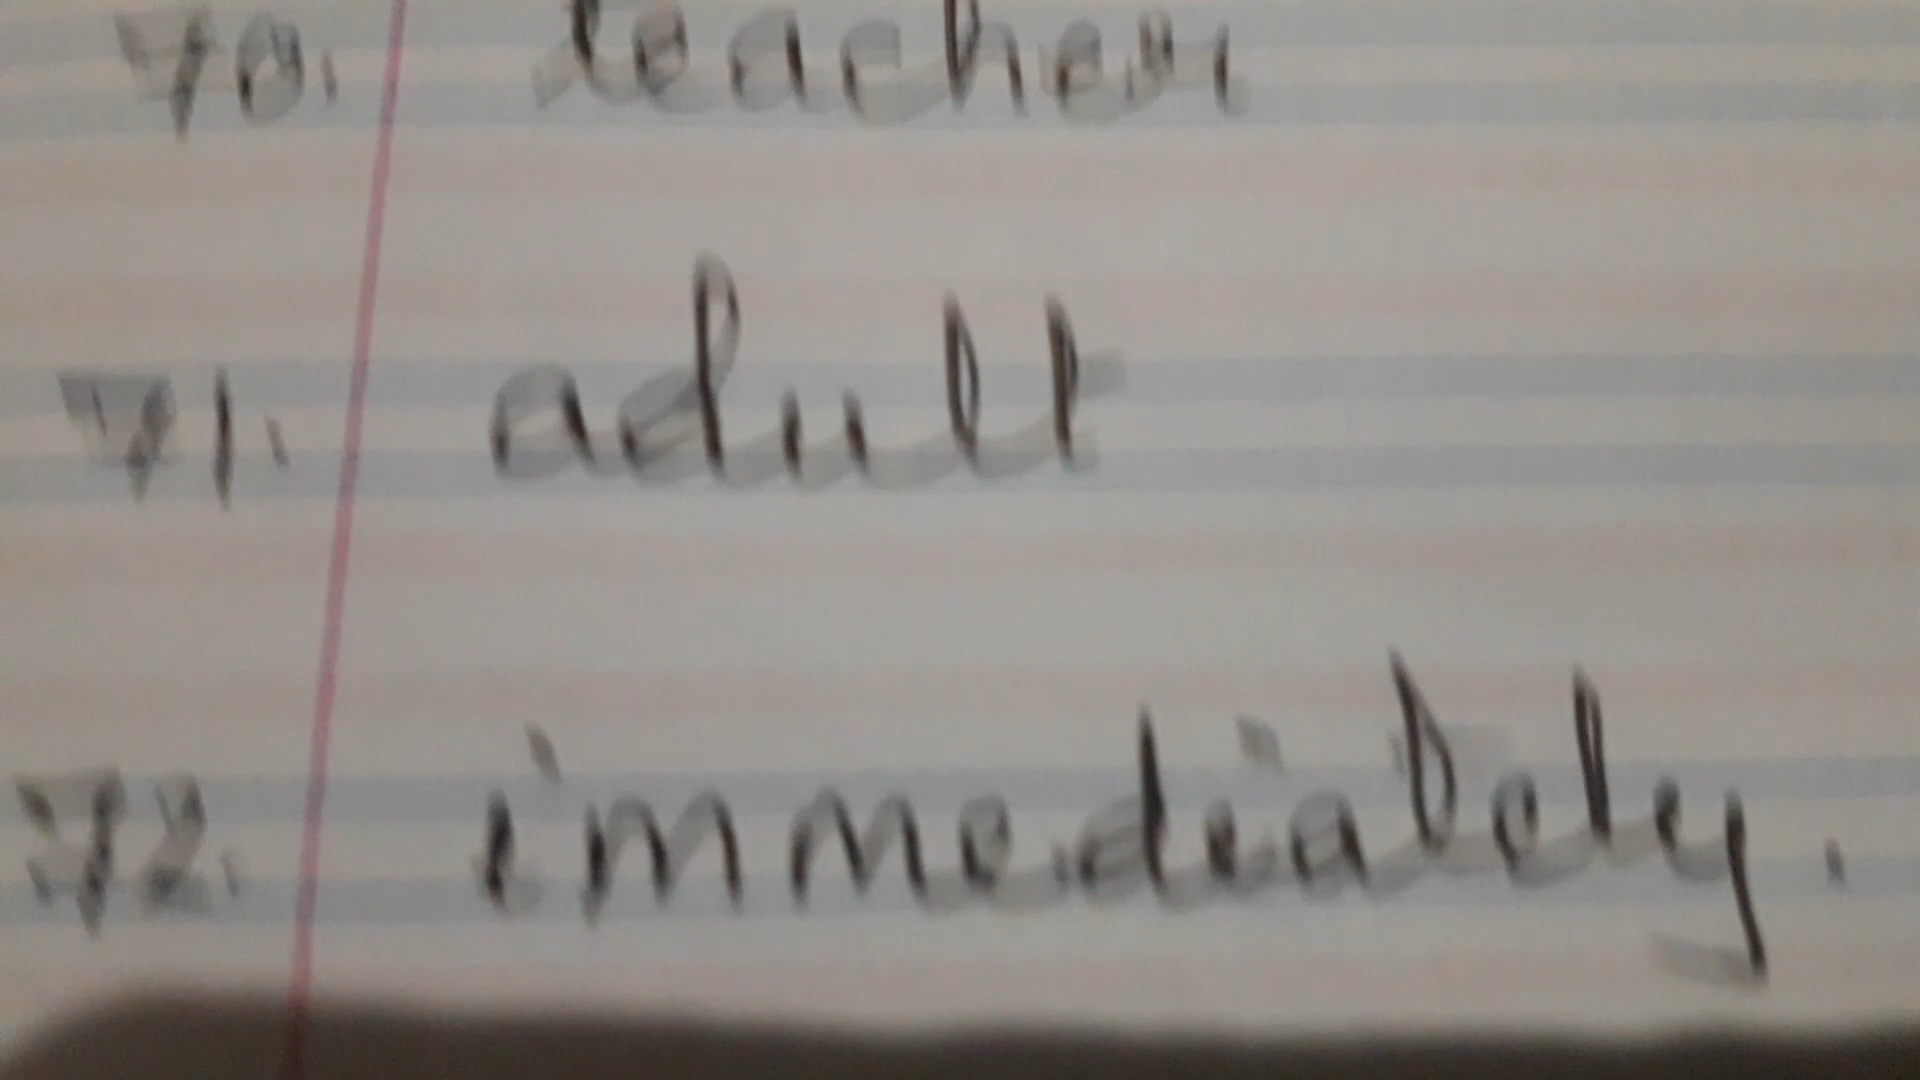 70. teacher
71. adult
72. immediately.